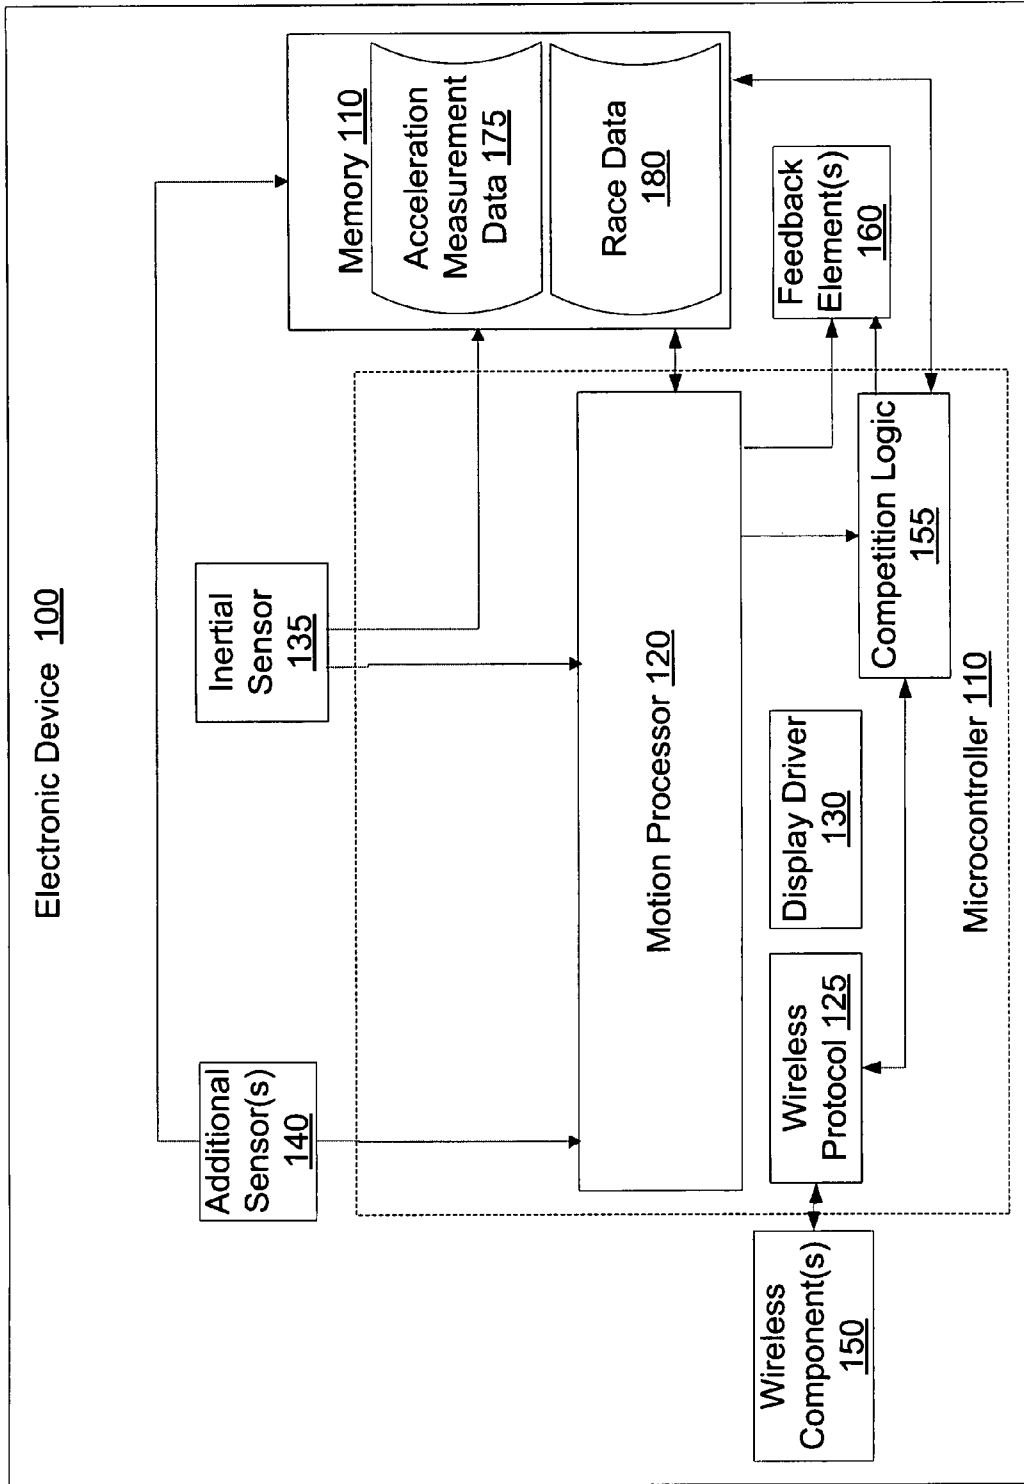 Electronic Device 100
Additional
Sensor(s)
140
Inertial
Sensor
135
Memory 110
Acceleration
Measurement
Data 175
Race Data
180
Motion Processor 120
Wireless
Component(s)
150
Wireless
Protocol 125
Display Driver
130
Competition Logic
155
Feedback
Element(s)
160
Microcontroller 110